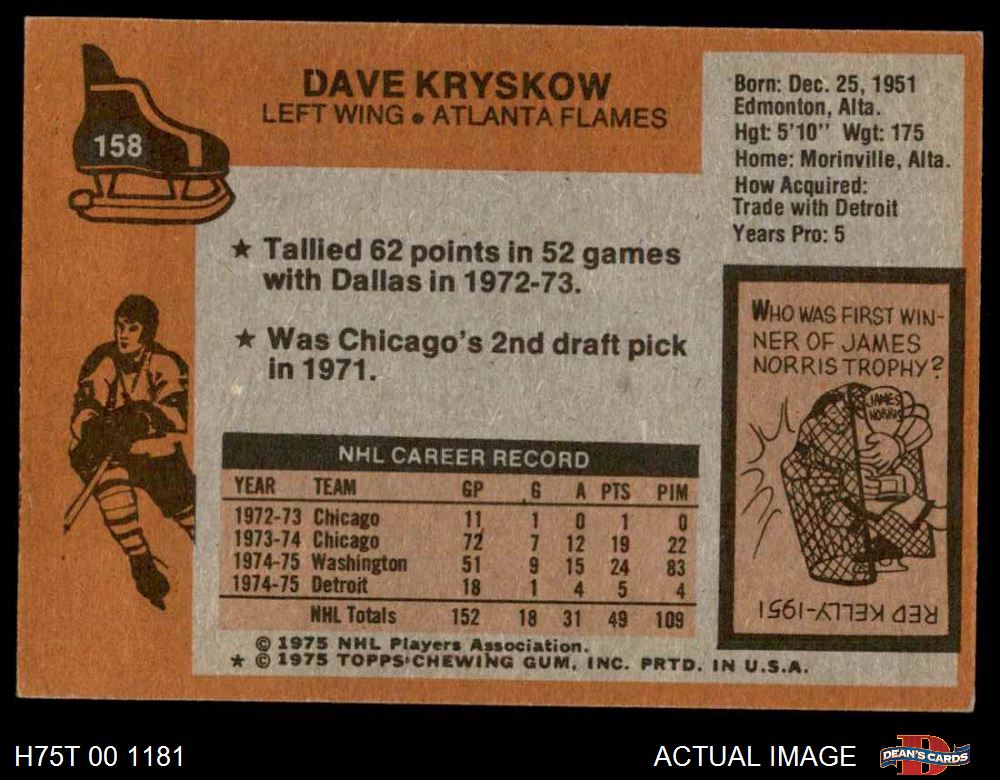 158
DAVE KRYSKOW
LEFT WING • ATLANTA FLAMES
Born: Dec. 25, 1951
Edmonton, Alta.
Hgt: 5'10" Wgt: 175
Home: Morinville, Alta.
How Acquired:
Trade with Detroit
Years Pro: 5
★ Tallied 62 points in 52 games
with Dallas in 1972-73.
★ Was Chicago's 2nd draft pick
in 1971.
NHL CAREER RECORD
YEAR TEAM GP G A PTS PIM
1972-73 Chicago 11 1 0 1 0
1973-74 Chicago 72 7 12 19 22
1974-75 Washington 51 9 15 24 83
1974-75 Detroit 18 1 4 5 4
NHL Totals 152 18 31 49 109
© 1975 NHL Players Association.
★ © 1975 TOPPS CHEWING GUM, INC. PRTD. IN U.S.A.
WHO WAS FIRST WIN-
NER OF JAMES
NORRIS TROPHY?
JAMES
NORRIS
RED KELLY-1951
H75T 00 1181
ACTUAL IMAGE
D
DEAN'S CARDS